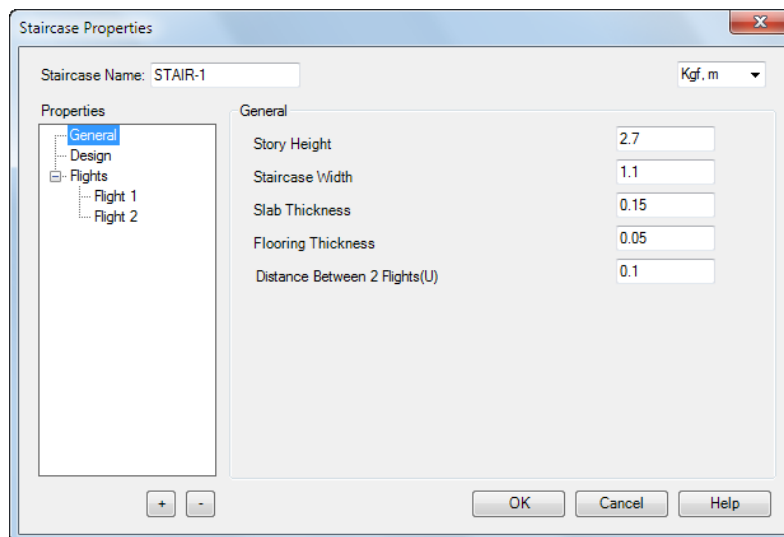 Staircase Properties
x
Staircase Name: STAIR-1
Kgf, m
Properties
General
Design
Flights
Flight 1
Flight 2
General
Story Height 2.7
Staircase Width 1.1
Slab Thickness 0.15
Flooring Thickness 0.05
Distance Between 2 Flights(U) 0.1
+ -
OK Cancel Help